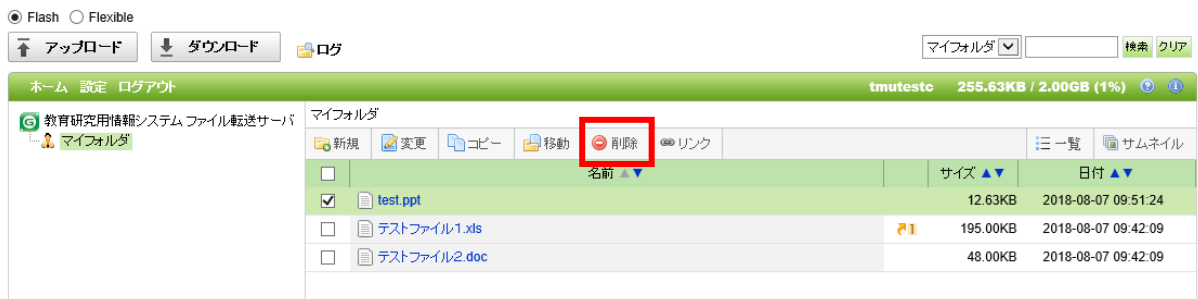 Flash Flexible
アップロード ダウンロード ログ マイフォルダ 検索 クリア
ホーム 設定 ログアウト tmutestc 255.63KB / 2.00GB (1%)
教育研究用情報システム ファイル転送サーバ
マイフォルダ
マイフォルダ
新規 変更 コピー 移動 削除 リンク 一覧 サムネイル
名前 ▲▼ サイズ ▲▼ 日付 ▲▼
test.ppt 12.63KB 2018-08-07 09:51:24
テストファイル1.xls 1 195.00KB 2018-08-07 09:42:09
テストファイル2.doc 48.00KB 2018-08-07 09:42:09